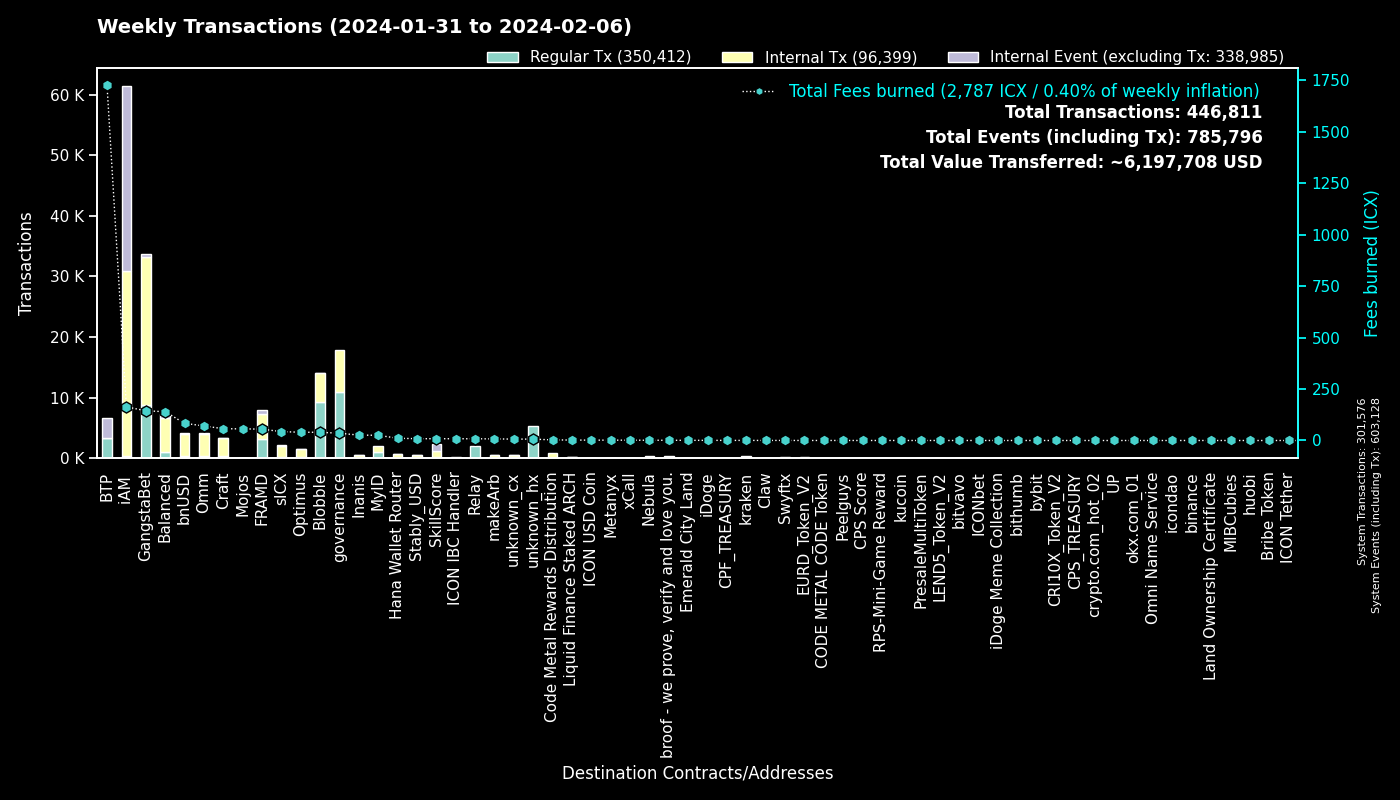 Weekly Transactions (2024-01-31 to 2024-02-06)
Regular Tx (350,412)
Internal Tx (96,399)
Internal Event (excluding Tx: 338,985)
Total Fees burned (2,787 ICX / 0.40% of weekly inflation)
Total Transactions: 446,811
Total Events (including Tx): 785,796
Total Value Transferred: ~6,197,708 USD
Transactions
60 K
50 K
40 K
30 K
20 K
10 K
0 K
1750
1500
1250
1000
750
500
250
0
Fees burned (ICX)
System Transactions: 301,576
System Events (including Tx): 603,128
BTP
iAM
GangstaBet
Balanced
bnUSD
Omm
Craft
Mojos
FRAMD
sICX
Optimus
Blobble
governance
Inanis
MyID
Hana Wallet Router
Stably_USD
SkillScore
ICON IBC Handler
Relay
makeArb
unknown_cx
unknown_hx
Code Metal Rewards Distribution
Liquid Finance Staked ARCH
ICON USD Coin
Metanyx
xCall
Nebula
broof - we prove, verify and love you.
Emerald City Land
iDoge
CPF_TREASURY
kraken
Claw
Swyftx
EURD_Token_V2
CODE METAL CODE Token
Peelguys
CPS Score
RPS-Mini-Game Reward
kucoin
PresaleMultiToken
LEND5_Token_V2
bitvavo
ICONbet
iDoge Meme Collection
bithumb
bybit
CRI10X_Token_V2
CPS_TREASURY
crypto.com_hot_02
UP
okx.com_01
Omni Name Service
icondao
binance
Land Ownership Certificate
MIBCubies
huobi
Bribe Token
ICON Tether
Destination Contracts/Addresses